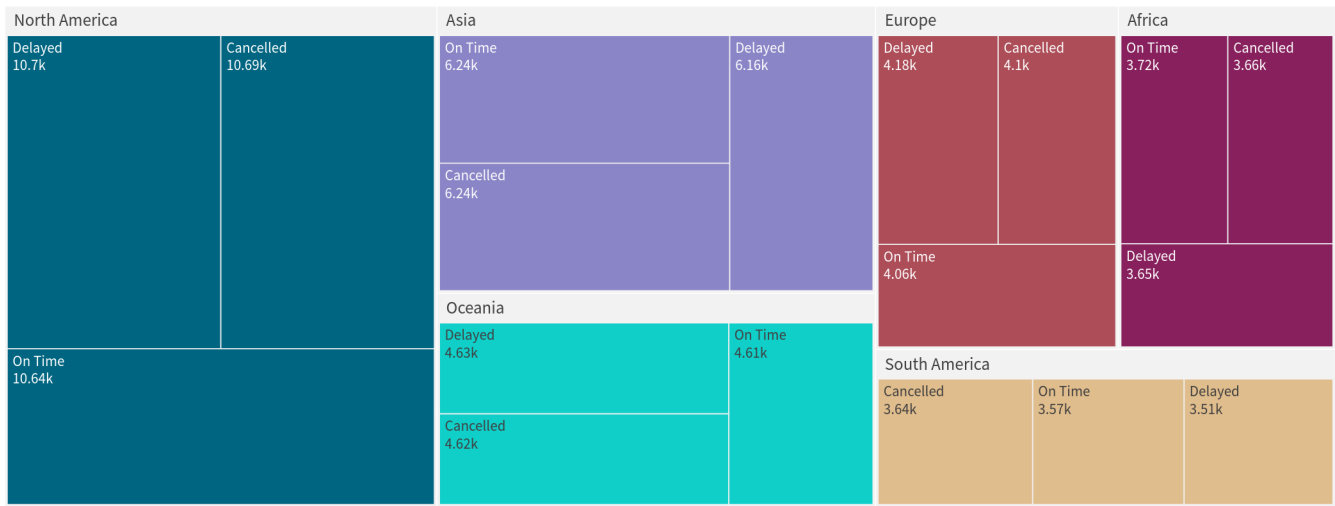 North America
Delayed
10.7k
Cancelled
10.69k
On Time
10.64k
Asia
On Time
6.24k
Delayed
6.16k
Cancelled
6.24k
Oceania
Delayed
4.63k
On Time
4.61k
Cancelled
4.62k
Europe
Delayed
4.18k
Cancelled
4.1k
On Time
4.06k
Africa
On Time
3.72k
Cancelled
3.66k
Delayed
3.65k
South America
Cancelled
3.64k
On Time
3.57k
Delayed
3.51k